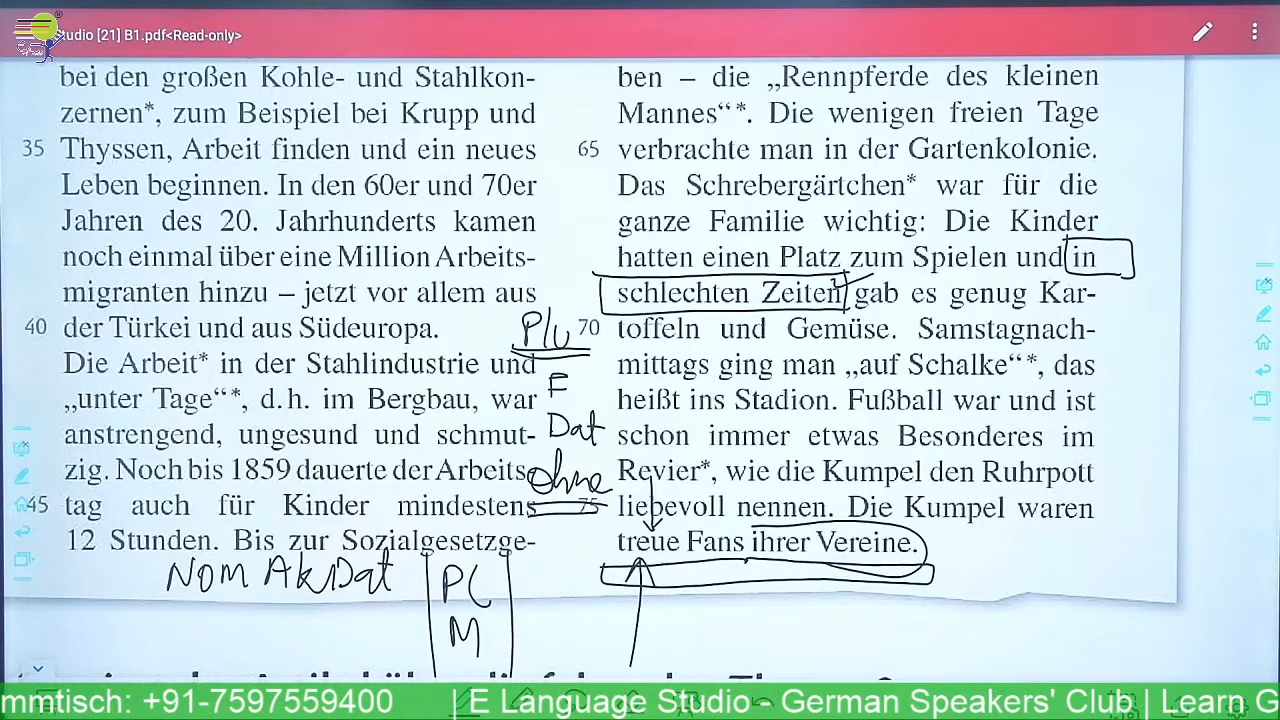 Studio [21] B1.pdf<Read-only>
bei den großen Kohle- und Stahlkon-
zernen*, zum Beispiel bei Krupp und
35 Thyssen, Arbeit finden und ein neues
Leben beginnen. In den 60er und 70er
Jahren des 20. Jahrhunderts kamen
noch einmal über eine Million Arbeits-
migranten hinzu – jetzt vor allem aus
40 der Türkei und aus Südeuropa.
Die Arbeit* in der Stahlindustrie und
„unter Tage“*, d. h. im Bergbau, war
anstrengend, ungesund und schmut-
zig. Noch bis 1859 dauerte der Arbeits-
45 tag auch für Kinder mindestens
12 Stunden. Bis zur Sozialgesetzge-
ben – die „Rennpferde des kleinen
Mannes“*. Die wenigen freien Tage
65 verbrachte man in der Gartenkolonie.
Das Schrebergärtchen* war für die
ganze Familie wichtig: Die Kinder
hatten einen Platz zum Spielen und in
schlechten Zeiten gab es genug Kar-
70 toffeln und Gemüse. Samstagnach-
mittags ging man „auf Schalke“*, das
heißt ins Stadion. Fußball war und ist
schon immer etwas Besonderes im
Revier*, wie die Kumpel den Ruhrpott
75 liebevoll nennen. Die Kumpel waren
treue Fans ihrer Vereine.
Plu
F
Dat
ohne
Nom Ak Dat
M
mmtisch: +91-7597559400 | E Language Studio - German Speakers' Club | Learn G